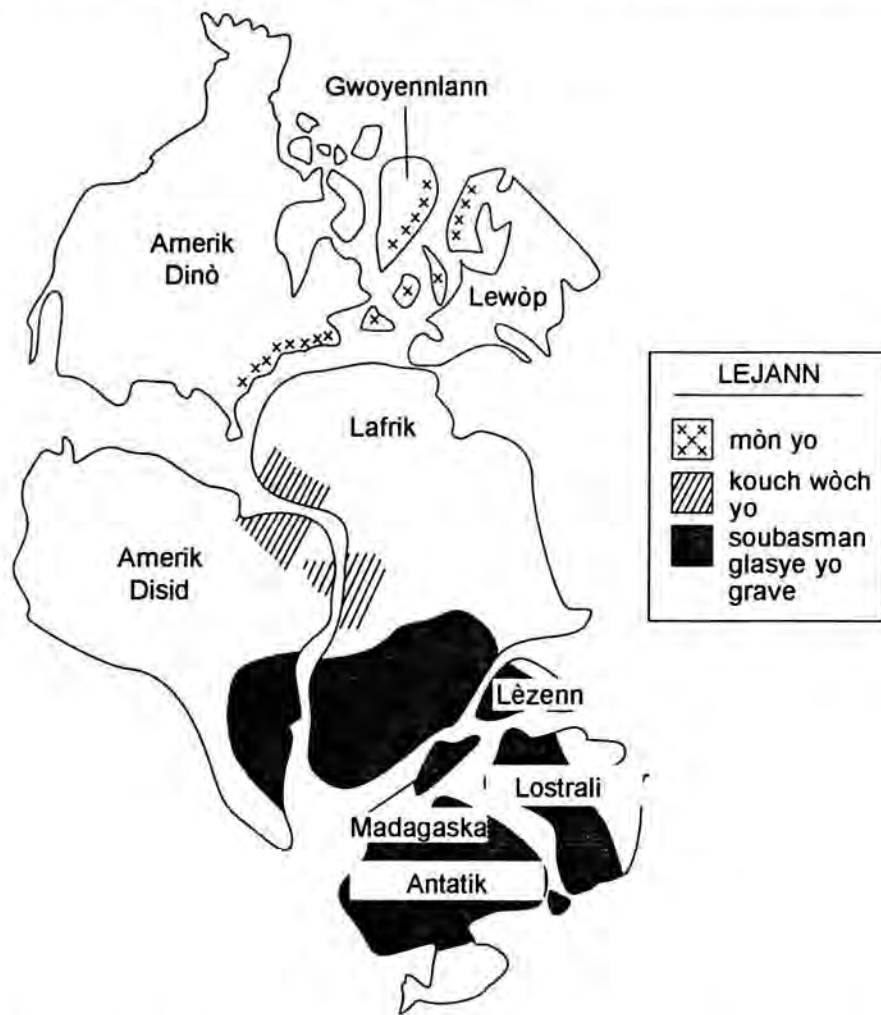 Gwoyennlann
Amerik
Dinò
Lewòp
Lafrik
Amerik
Disid
Lèzenn
Lostrali
Madagaska
Antatik
LEJANN
mòn yo
kouch wòch
yo
soubasman
glasye yo
grave